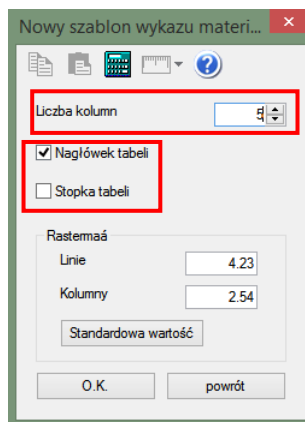 Nowy szablon wykazu materi...
Liczba kolumn 5
Nagłówek tabeli
Stopka tabeli
Rastermaá
Linie 4.23
Kolumny 2.54
Standardowa wartość
O.K. powrót